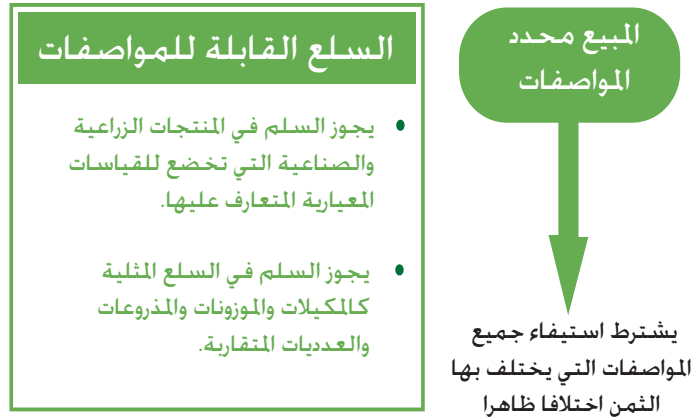 المبيع محدد
المواصفات
يشترط استيفاء جميع
المواصفات التي يختلف بها
الثمن اختلافا ظاهرا
السلع القابلة للمواصفات
• يجوز السلم في المنتجات الزراعية
والصناعية التي تخضع للقياسات
المعيارية المتعارف عليها.
• يجوز السلم في السلع المثلية
كالمكيلات والموزونات والمذروعات
والعدديات المتقاربة.